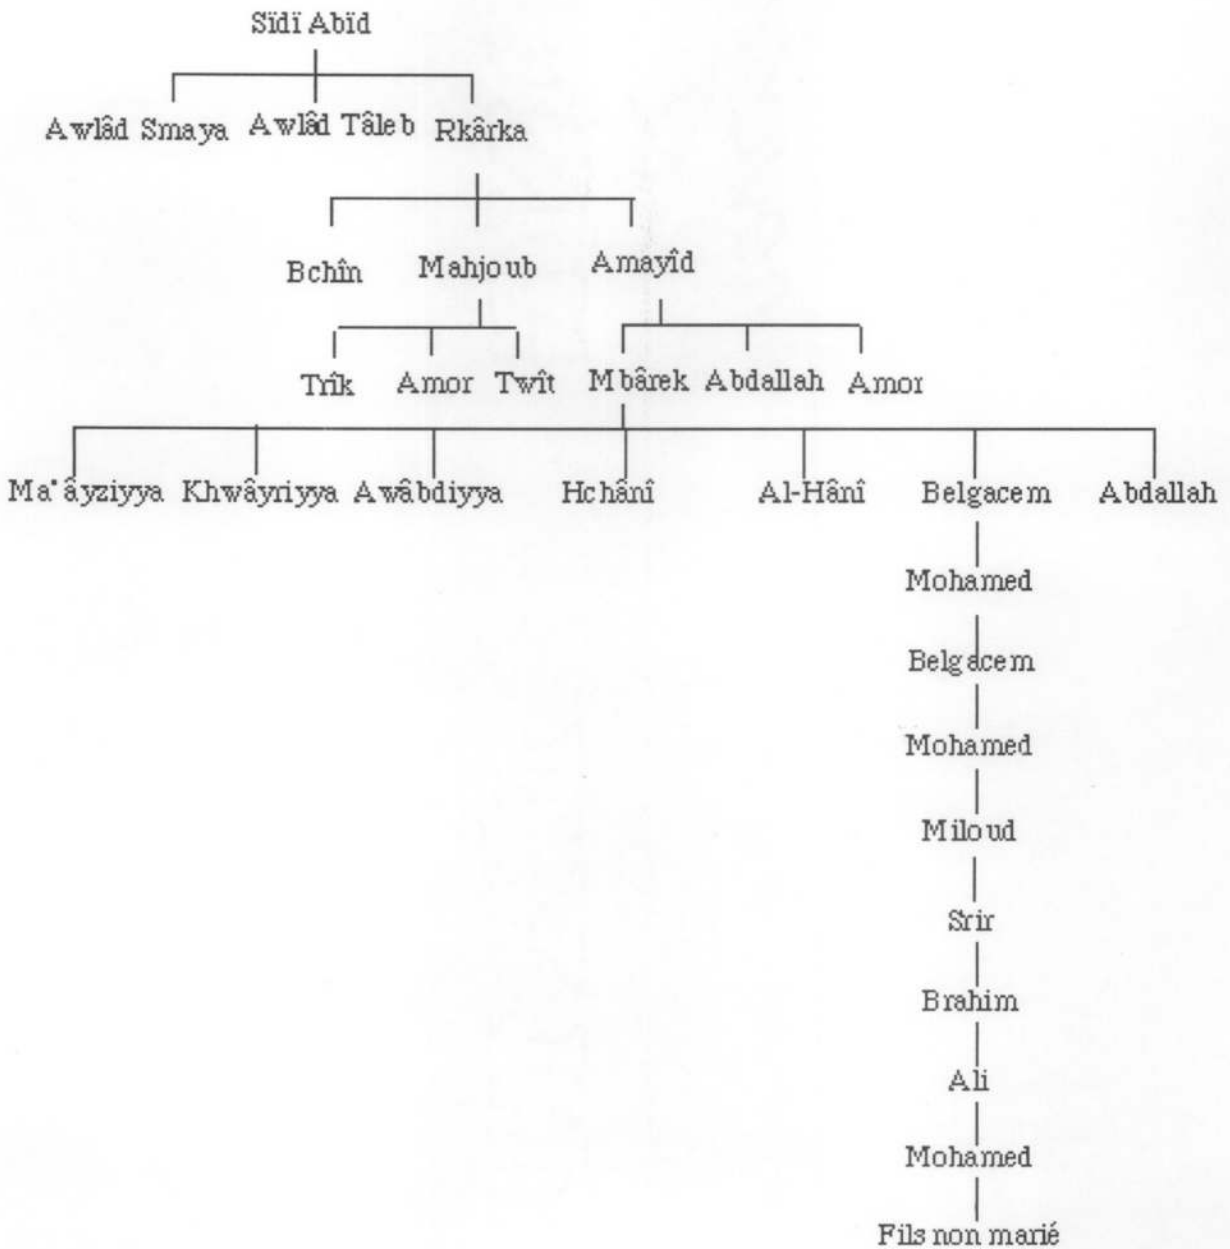 Sïdï Abïd
Awlâd Smaya Awlâd Tâleb Rkârka
Bchîn Mahjoub Amayîd
Trîk Amor Twît Mbârek Abdallah Amor
Ma'âyziyya Khwâyriyya Awâbdiyya Hchânî Al-Hânî Belgacem Abdallah
Mohamed
Belgacem
Mohamed
Miloud
Srir
Brahim
Ali
Mohamed
Fils non marié